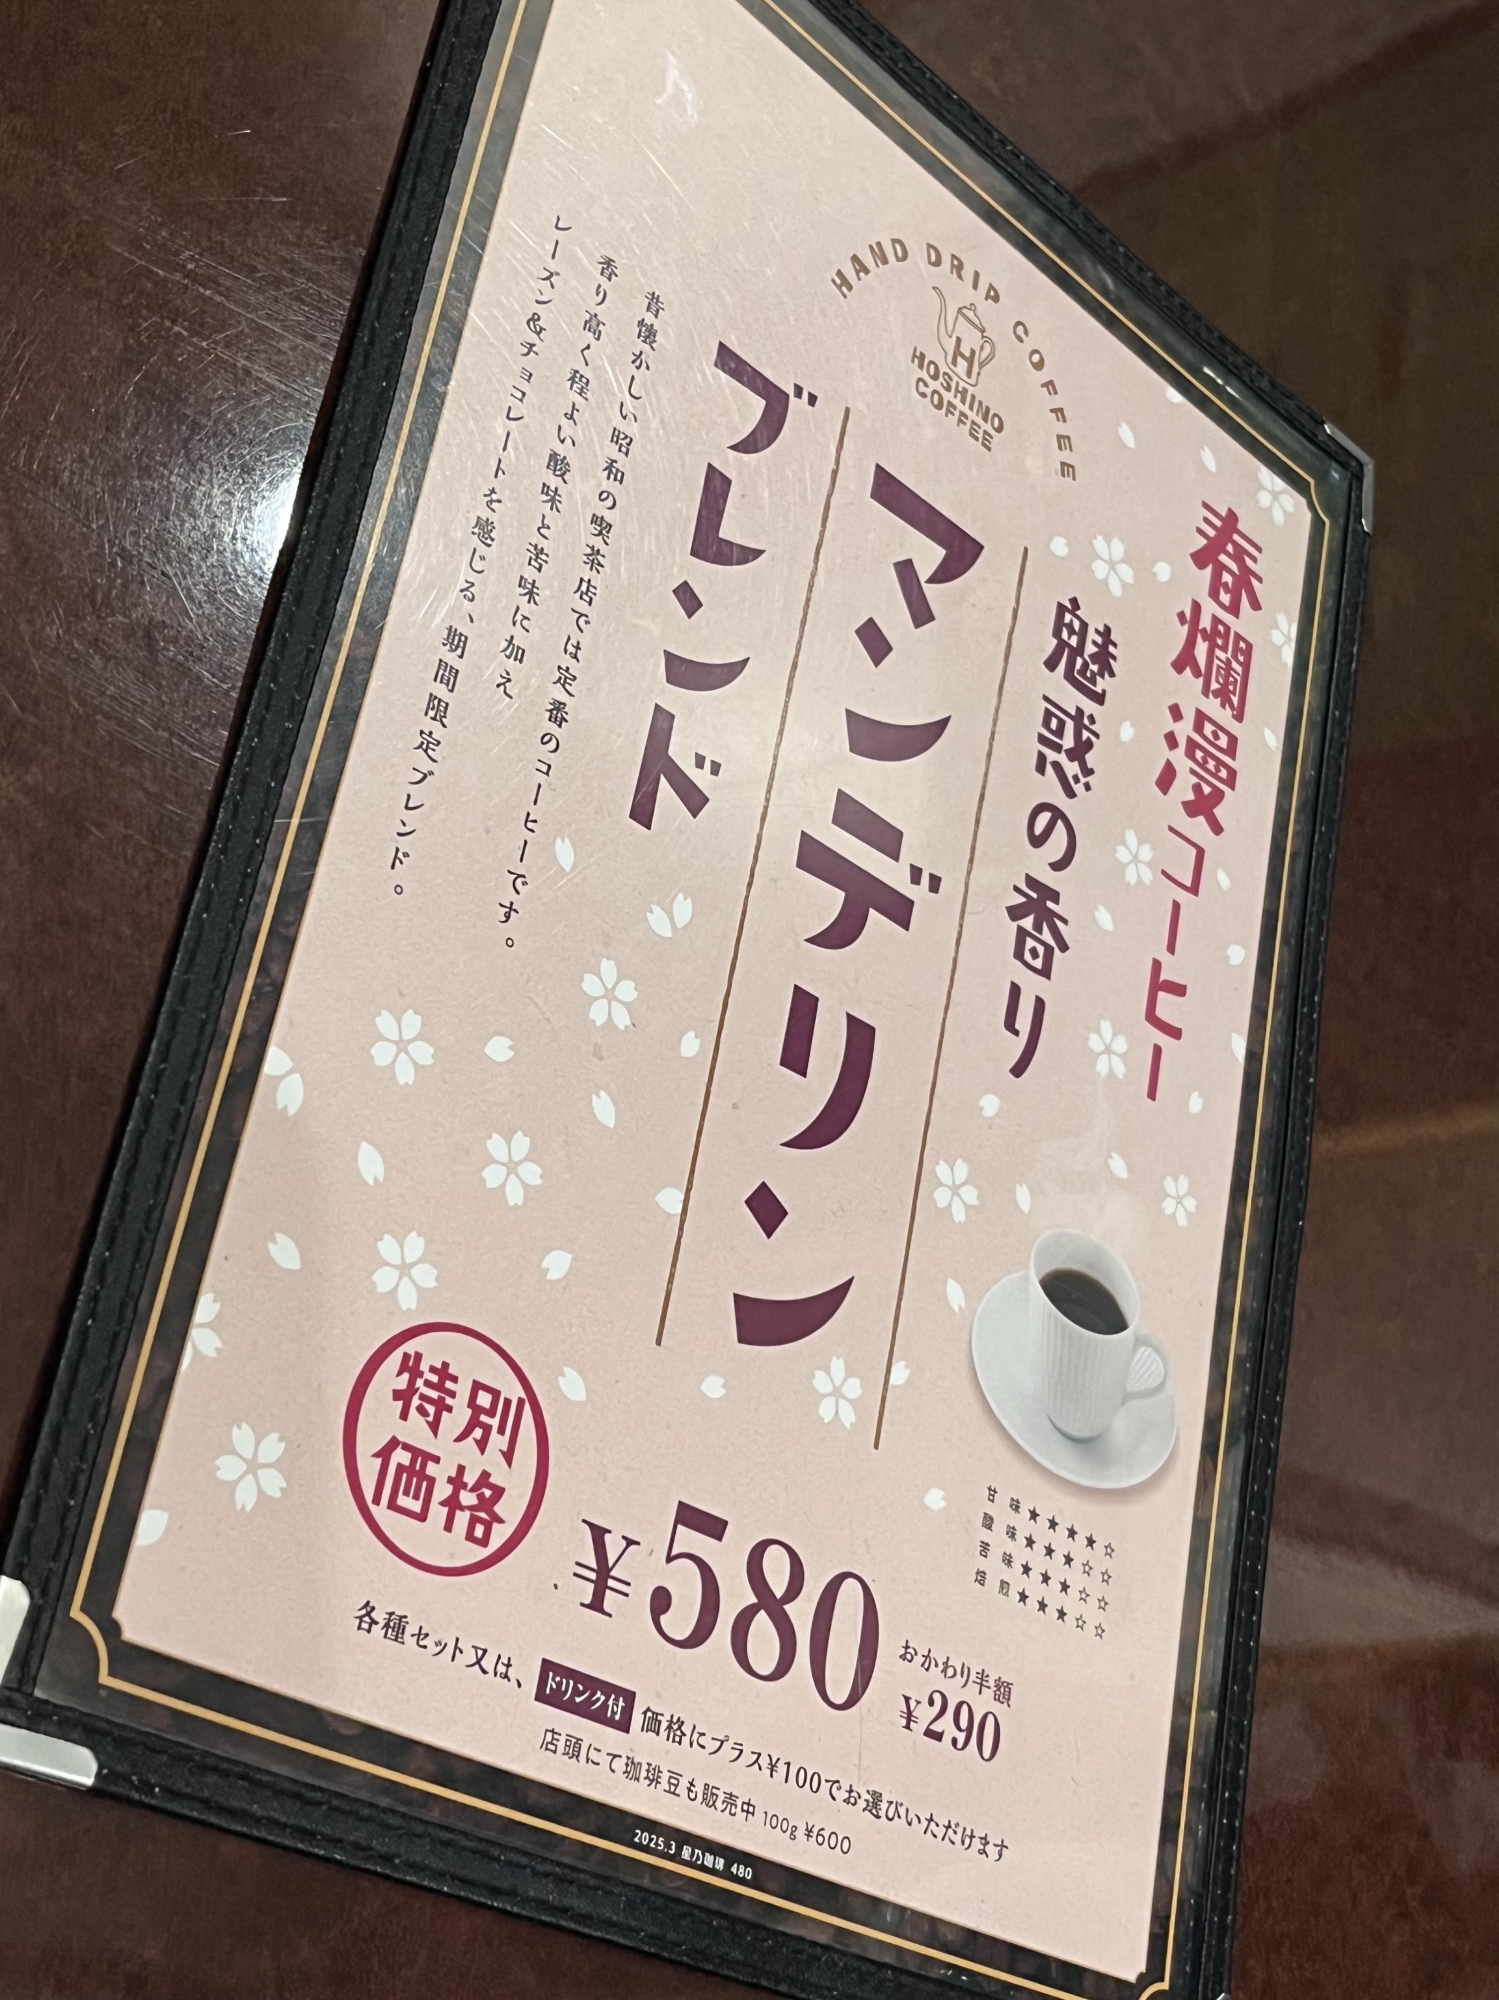 HAND DRIP COFFEE
HOSHINO
COFFEE
春爛漫コーヒー
魅惑の香り
マンデリン
ブレンド
昔懐かしい昭和の喫茶店では定番のコーヒーです。
香り高く程よい酸味と苦味に加え
レーズン&チョコレートを感じる、期間限定ブレンド。
甘味★★★★☆
酸味★★★☆☆
苦味★★★☆☆
焙煎★★★☆☆
特別
価格
¥580
おかわり半額
¥290
各種セット又は、ドリンク付 価格にプラス¥100でお選びいただけます
店頭にて珈琲豆も販売中 100g ¥600
2025.3 星乃珈琲 480